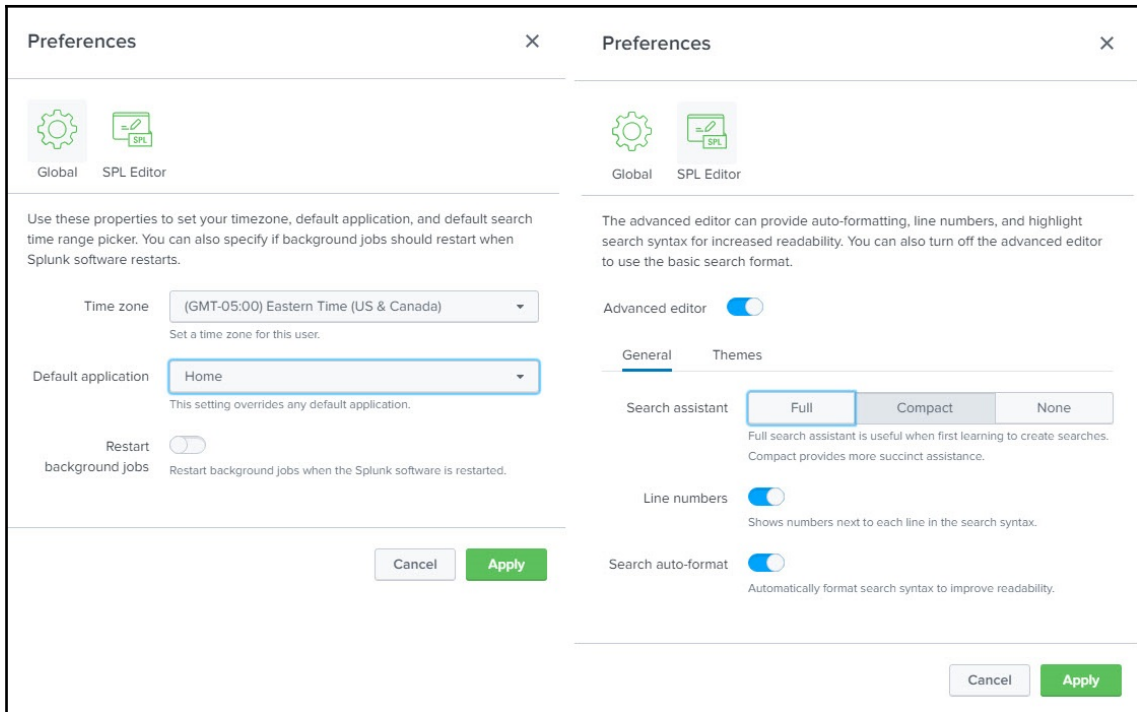 Preferences
Global
SPL Editor
Use these properties to set your timezone, default application, and default search
time range picker. You can also specify if background jobs should restart when
Splunk software restarts.
Time zone
(GMT-05:00) Eastern Time (US & Canada)
Set a time zone for this user.
Default application
Home
This setting overrides any default application.
Restart
background jobs
Restart background jobs when the Splunk software is restarted.
Cancel
Apply
Preferences
SPL
Global
SPL Editor
The advanced editor can provide auto-formatting, line numbers, and highlight
search syntax for increased readability. You can also turn off the advanced editor
to use the basic search format.
Advanced editor
General
Themes
Search assistant
Full
Compact
None
Full search assistant is useful when first learning to create searches.
Compact provides more succinct assistance.
Line numbers
Shows numbers next to each line in the search syntax.
Search auto-format
Automatically format search syntax to improve readability.
Cancel
Apply